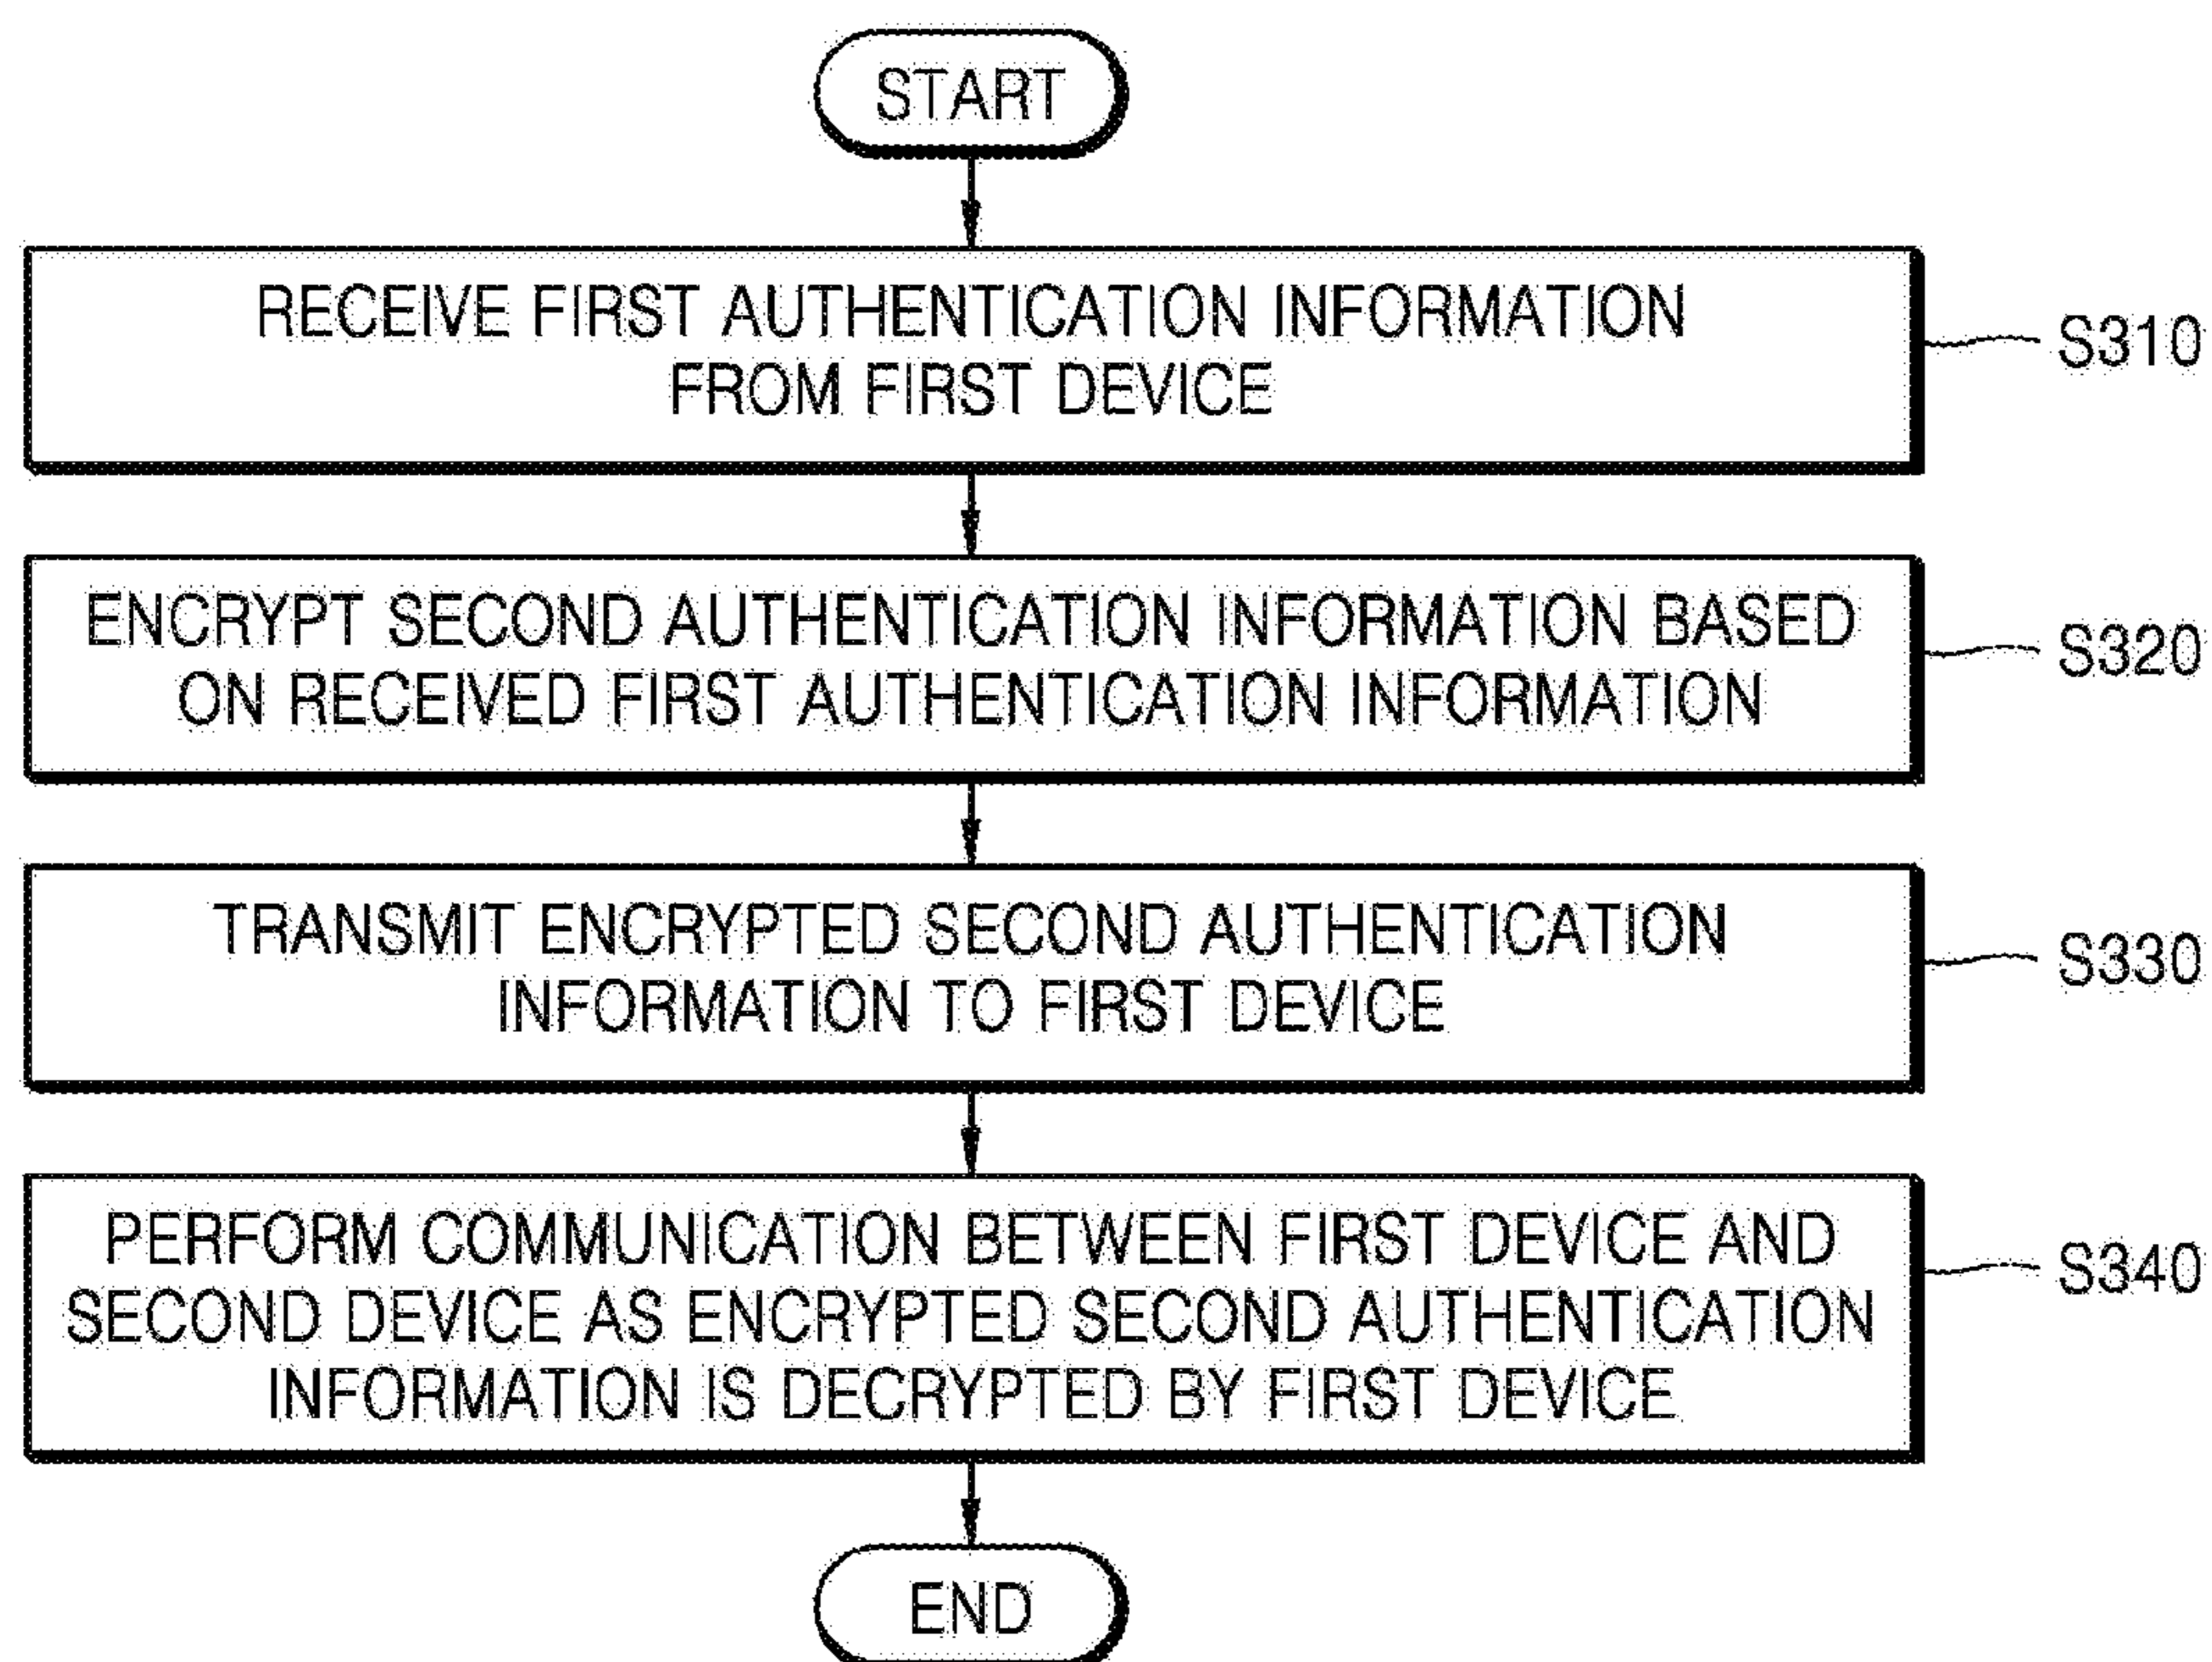 START
RECEIVE FIRST AUTHENTICATION INFORMATION
FROM FIRST DEVICE
S310
ENCRYPT SECOND AUTHENTICATION INFORMATION BASED
ON RECEIVED FIRST AUTHENTICATION INFORMATION
S320
TRANSMIT ENCRYPTED SECOND AUTHENTICATION
INFORMATION TO FIRST DEVICE
S330
PERFORM COMMUNICATION BETWEEN FIRST DEVICE AND
SECOND DEVICE AS ENCRYPTED SECOND AUTHENTICATION
INFORMATION IS DECRYPTED BY FIRST DEVICE
S340
END